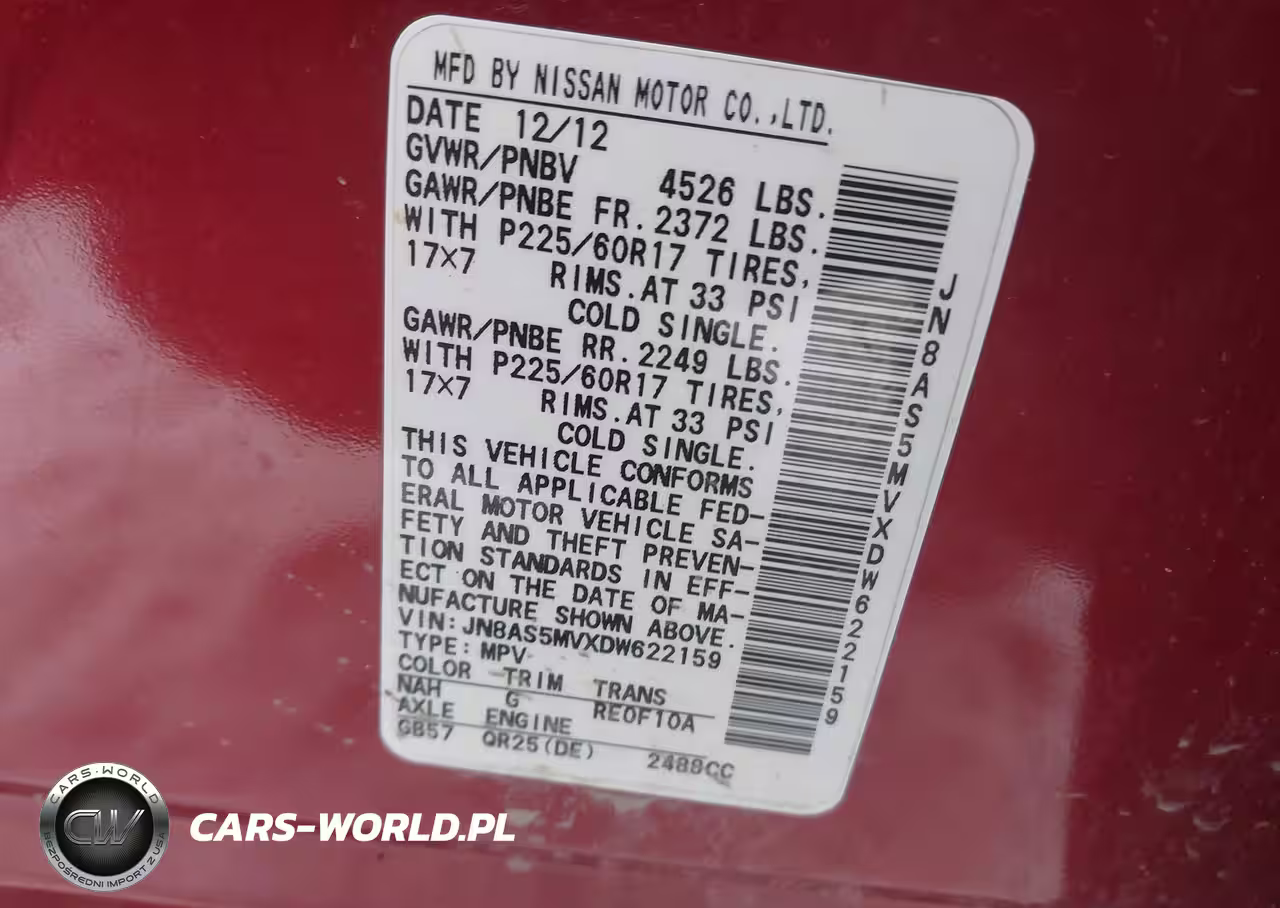 MFD BY NISSAN MOTOR CO.,LTD.
DATE 12/12
GVWR/PNBV 4526 LBS.
GAWR/PNBE FR. 2372 LBS.
WITH P225/60R17 TIRES,
17×7 RIMS.AT 33 PSI
COLD SINGLE.
GAWR/PNBE RR. 2249 LBS.
WITH P225/60R17 TIRES,
17×7 RIMS.AT 33 PSI
COLD SINGLE.
THIS VEHICLE CONFORMS
TO ALL APPLICABLE FED-
ERAL MOTOR VEHICLE SA-
FETY AND THEFT PREVEN-
TION STANDARDS IN EFF-
ECT ON THE DATE OF MA-
NUFACTURE SHOWN ABOVE.
VIN: JN8AS5MVXDW622159
TYPE: MPV
COLOR TRIM TRANS
NAH G RE0F10A
AXLE ENGINE
GB57 QR25(DE) 2488CC
JN8AS5MVXDW622159
CARS-WORLD
CW
BEZPOŚREDNI IMPORT Z USA
CARS-WORLD.PL